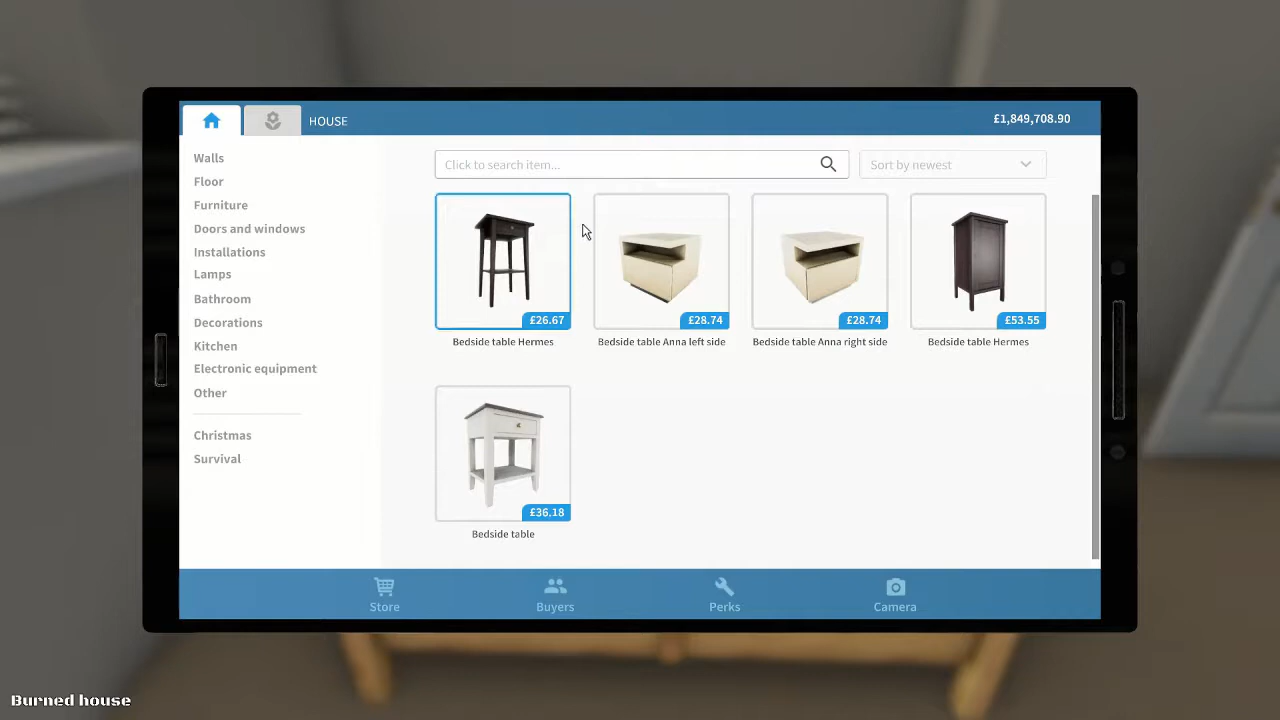 HOUSE
£1,849,708.90
Walls
Floor
Furniture
Doors and windows
Installations
Lamps
Bathroom
Decorations
Kitchen
Electronic equipment
Other
Christmas
Survival
Click to search item...
Sort by newest
£26.67
£28.74
£28.74
£53.55
Bedside table Hermes
Bedside table Anna left side
Bedside table Anna right side
Bedside table Hermes
£36.18
Bedside table
Store
Buyers
Perks
Camera
Burned house